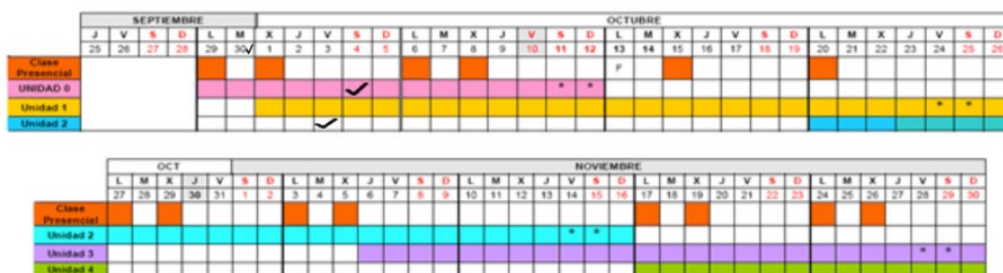 SEPTIEMBRE OCTUBRE
J V S D L M X J V S D L M X J V S D L M X J V S D L M X J V S D
25 26 27 28 29 30 1 2 3 4 5 6 7 8 9 10 11 12 13 14 15 16 17 18 19 20 21 22 23 24 25 26
Clase Presencial F
UNIDAD 0 * *
Unidad 1 * *
Unidad 2
OCT NOVIEMBRE
L M X J V S D L M X J V S D L M X J V S D L M X J V S D L M X J V S D
27 28 29 30 31 1 2 3 4 5 6 7 8 9 10 11 12 13 14 15 16 17 18 19 20 21 22 23 24 25 26 27 28 29 30
Clase Presencial
Unidad 2 * *
Unidad 3 * *
Unidad 4